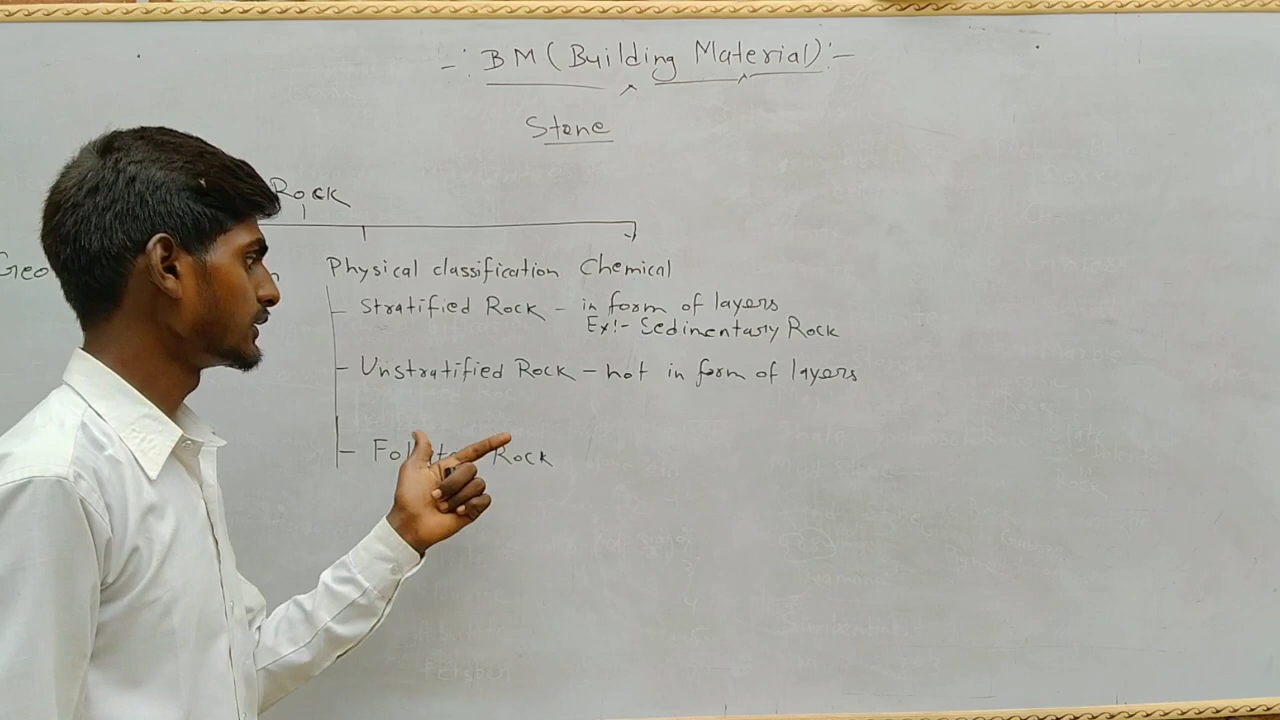 -: BM (Building Material) :-
Stone
Rock
Geo
Physical classification Chemical
- Stratified Rock - in form of layers
Ex:- Sedimentary Rock
- Unstratified Rock - not in form of layers
- Rock